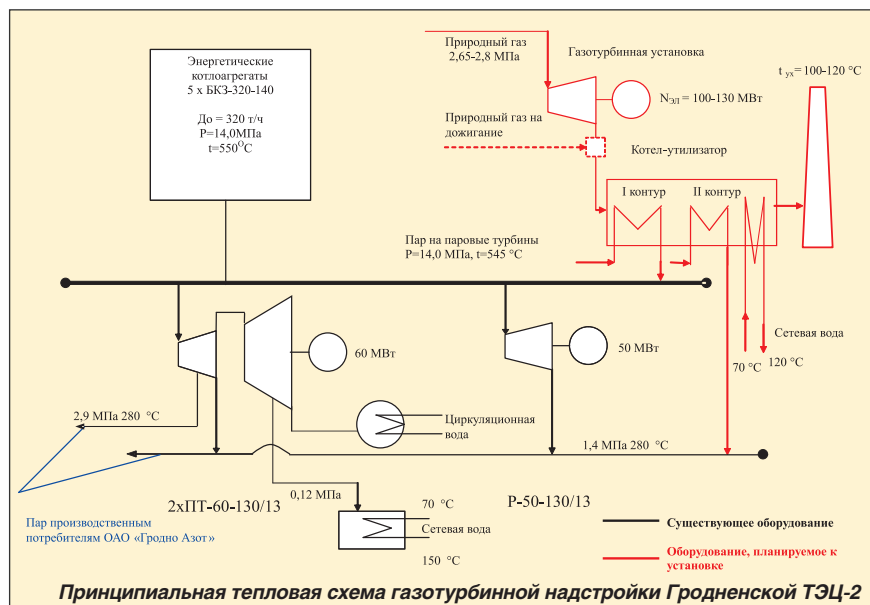 Энергетические
котлоагрегаты
5 х БКЗ-320-140
До = 320 т/ч
Р=14,0МПа
t=550⁰С
Природный газ
2,65-2,8 МПа
Газотурбинная установка
t ух = 100-120 °С
NЭЛ = 100-130 МВт
Природный газ на
дожигание
Котел-утилизатор
I контур
II контур
Пар на паровые турбины
Р=14,0 МПа, t=545 °С
60 МВт
50 МВт
Сетевая вода
70 °С
120 °С
2,9 МПа 280 °С
Циркуляционная
вода
1,4 МПа 280 °С
2хПТ-60-130/13
0,12 МПа
Р-50-130/13
70 °С
Сетевая вода
150 °С
Пар производственным
потребителям ОАО «Гродно Азот»
Существующее оборудование
Оборудование, планируемое к
установке
Принципиальная тепловая схема газотурбинной надстройки Гродненской ТЭЦ-2